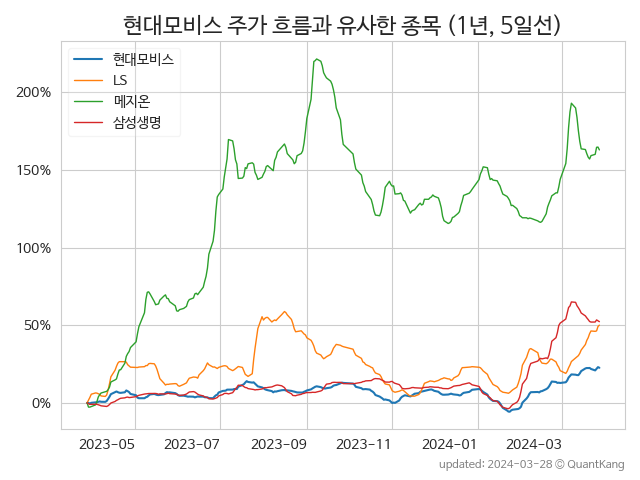 현대모비스 주가 흐름과 유사한 종목 (1년, 5일선)
현대모비스
LS
메지온
삼성생명
200%
150%
100%
50%
0%
2023-05 2023-07 2023-09 2023-11 2024-01 2024-03
updated: 2024-03-28 © QuantKang